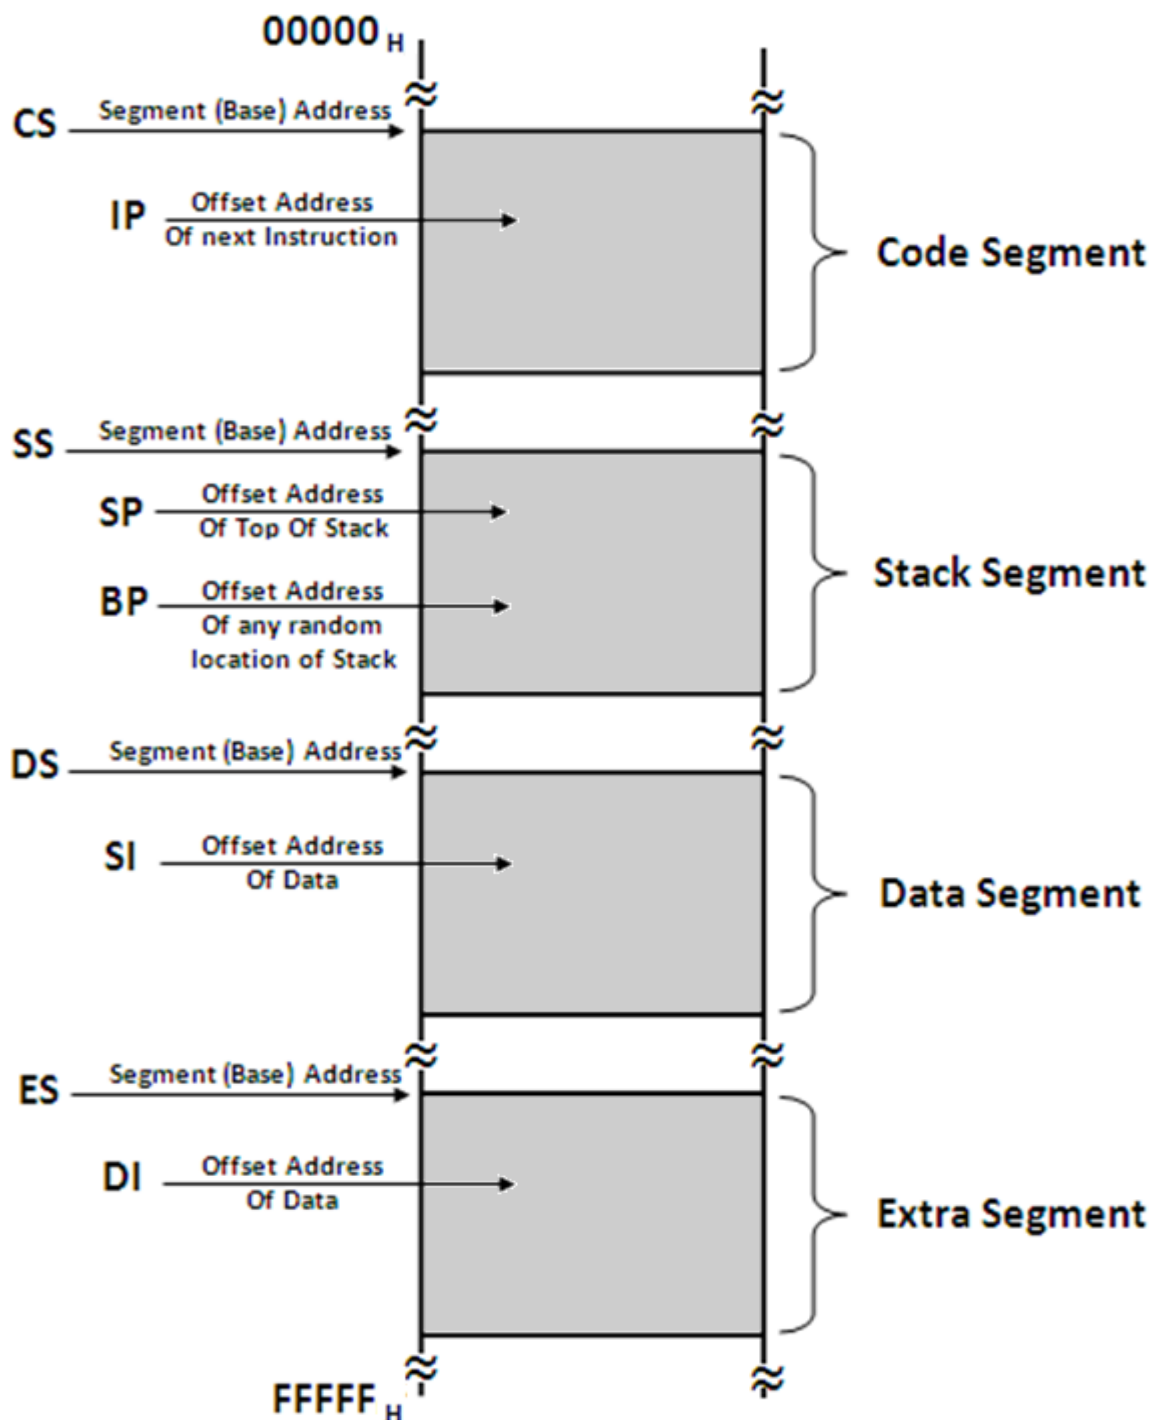 00000 H
CS
Segment (Base) Address
IP
Offset Address
Of next Instruction
Code Segment
SS
Segment (Base) Address
SP
Offset Address
Of Top Of Stack
BP
Offset Address
Of any random
location of Stack
Stack Segment
DS
Segment (Base) Address
SI
Offset Address
Of Data
Data Segment
ES
Segment (Base) Address
DI
Offset Address
Of Data
Extra Segment
FFFFF H